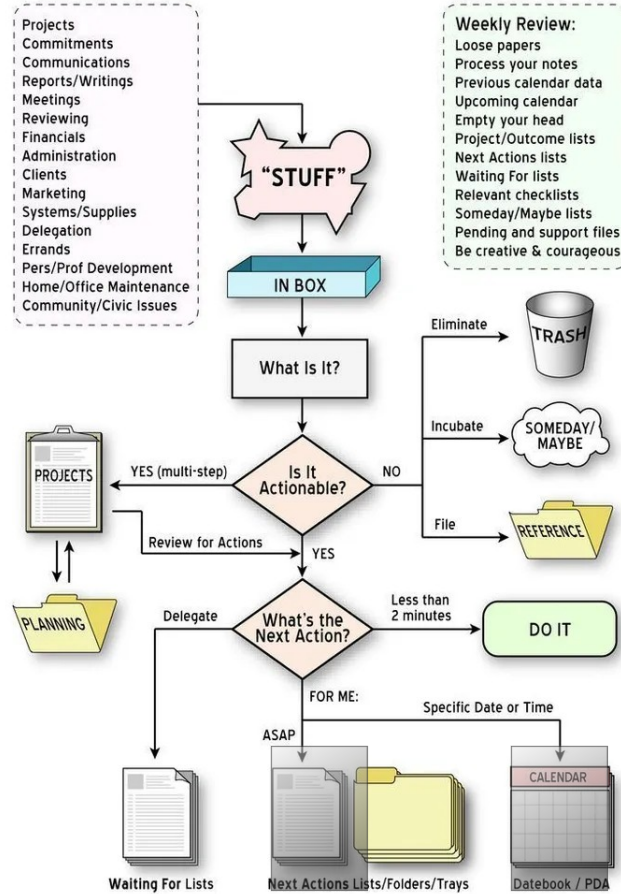 Projects
Commitments
Communications
Reports/Writings
Meetings
Reviewing
Financials
Administration
Clients
Marketing
Systems/Supplies
Delegation
Errands
Pers/Prof Development
Home/Office Maintenance
Community/Civic Issues
Weekly Review:
Loose papers
Process your notes
Previous calendar data
Upcoming calendar
Empty your head
Project/Outcome lists
Next Actions lists
Waiting For lists
Relevant checklists
Someday/Maybe lists
Pending and support files
Be creative & courageous
"STUFF"
IN BOX
What Is It?
Eliminate
TRASH
Incubate
SOMEDAY/
MAYBE
File
REFERENCE
Is It
Actionable?
NO
YES (multi-step)
PROJECTS
Review for Actions
YES
PLANNING
What's the
Next Action?
Less than
2 minutes
DO IT
Delegate
FOR ME:
Specific Date or Time
ASAP
CALENDAR
Waiting For Lists
Next Actions Lists/Folders/Trays
Datebook / PDA